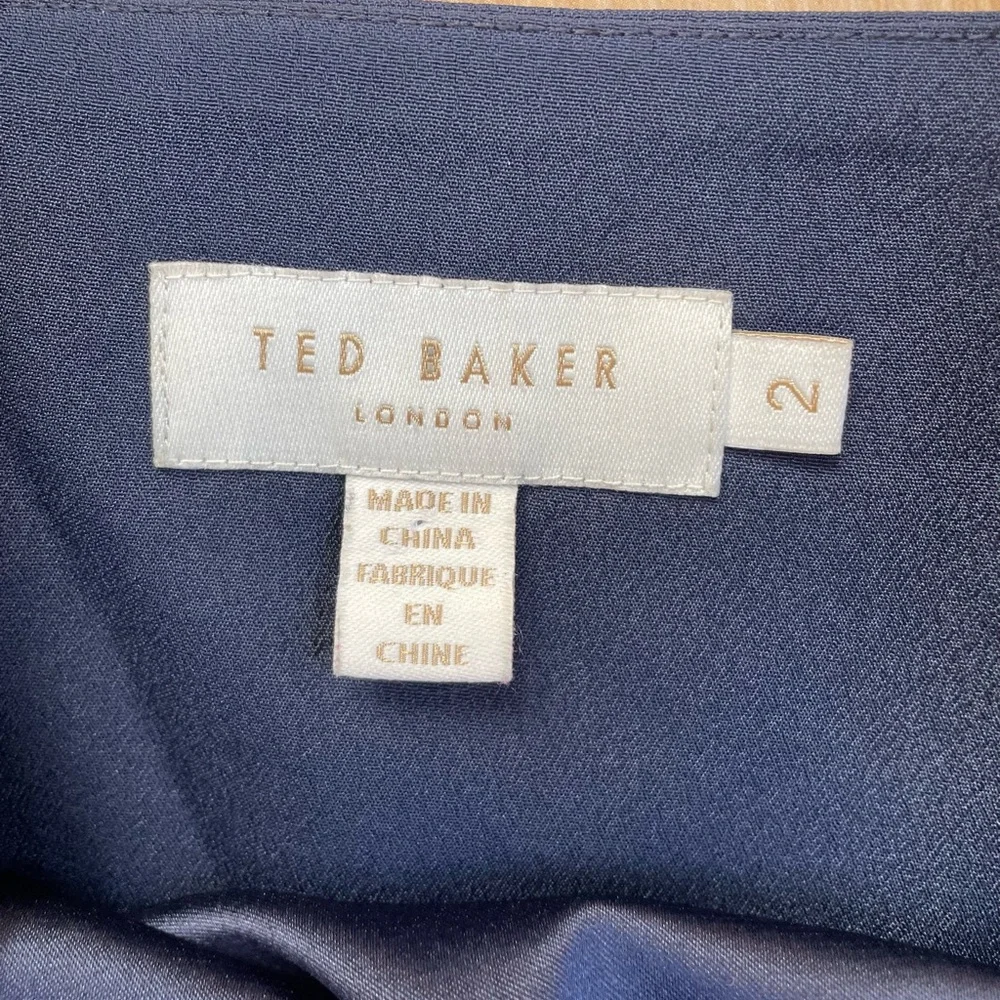 TED BAKER
LONDON
2
MADE IN
CHINA
FABRIQUE
EN
CHINE